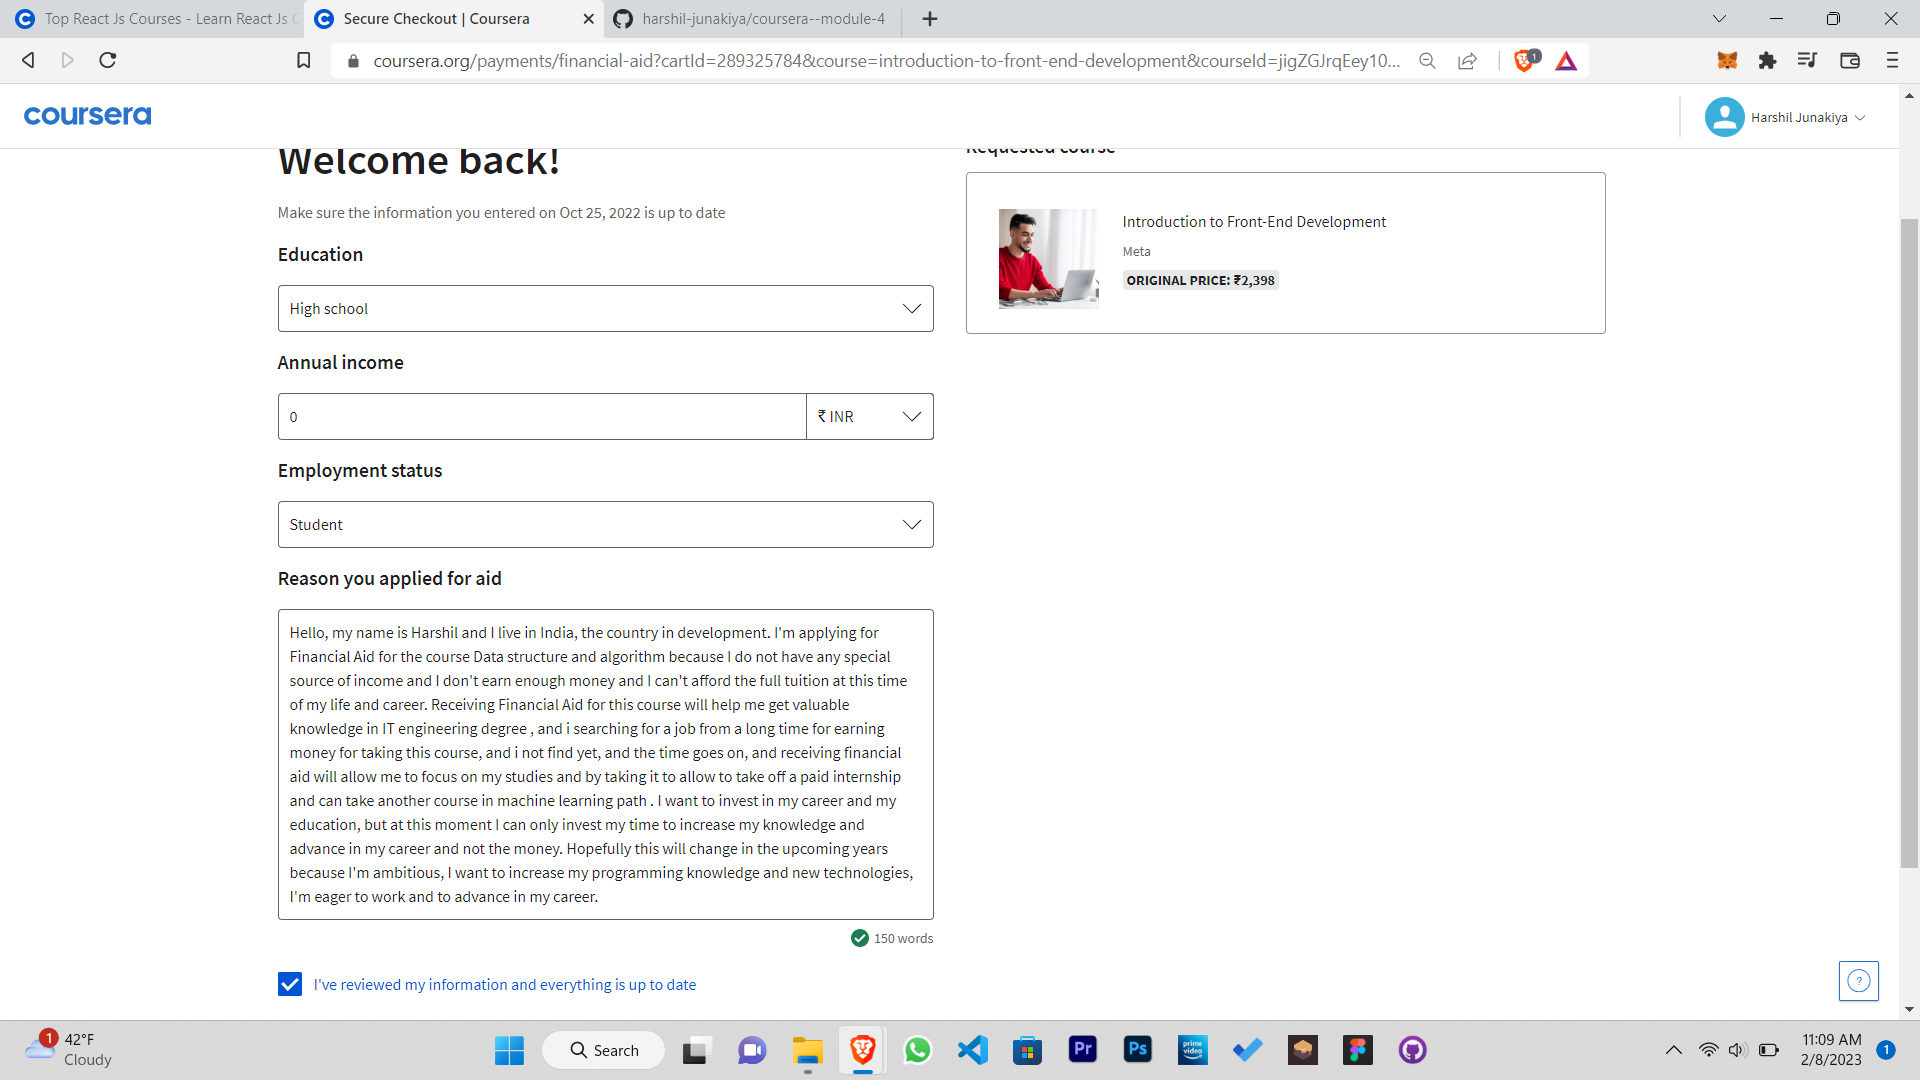 Top React Js Courses - Learn React Js C
Secure Checkout | Coursera
harshil-junakiya/coursera--module-4
coursera.org/payments/financial-aid?cartId=289325784&course=introduction-to-front-end-development&courseId=jigZGJrqEey10...
1
coursera
Harshil Junakiya
Welcome back!
Requested course
Make sure the information you entered on Oct 25, 2022 is up to date
Introduction to Front-End Development
Meta
ORIGINAL PRICE: ₹2,398
Education
High school
Annual income
0
₹ INR
Employment status
Student
Reason you applied for aid
Hello, my name is Harshil and I live in India, the country in development. I'm applying for
Financial Aid for the course Data structure and algorithm because I do not have any special
source of income and I don't earn enough money and I can't afford the full tuition at this time
of my life and career. Receiving Financial Aid for this course will help me get valuable
knowledge in IT engineering degree , and i searching for a job from a long time for earning
money for taking this course, and i not find yet, and the time goes on, and receiving financial
aid will allow me to focus on my studies and by taking it to allow to take off a paid internship
and can take another course in machine learning path . I want to invest in my career and my
education, but at this moment I can only invest my time to increase my knowledge and
advance in my career and not the money. Hopefully this will change in the upcoming years
because I'm ambitious, I want to increase my programming knowledge and new technologies,
I'm eager to work and to advance in my career.
150 words
I've reviewed my information and everything is up to date
?
1
42°F
Cloudy
Search
Pr
Ps
prime video
11:09 AM
2/8/2023
1